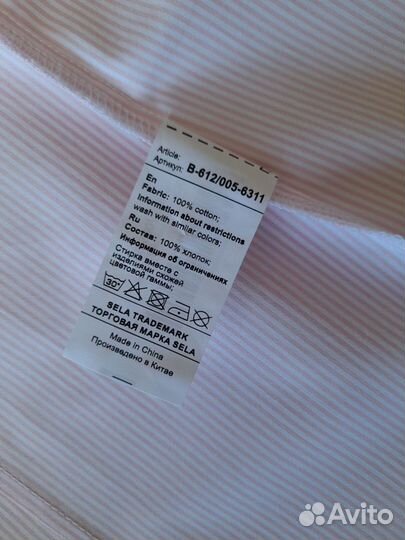 Article:
Артикул: B-612/005-6311
En
Fabric: 100% cotton;
Information about restrictions
wash with similar colors;
Ru
Состав: 100% хлопок;
Информация об ограничениях
Стирка вместе с
изделиями схожей
цветовой гаммы;
30°
SELA TRADEMARK
ТОРГОВАЯ МАРКА SELA
Made in China
Произведено в Китае
Avito